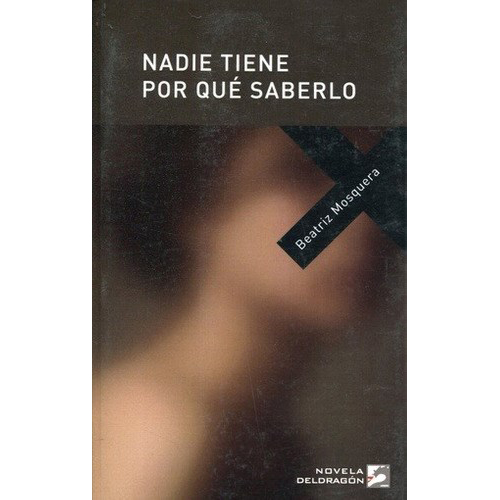 NADIE TIENE
POR QUÉ SABERLO
Beatriz Mosquera
NOVELA
DELDRAGÓN